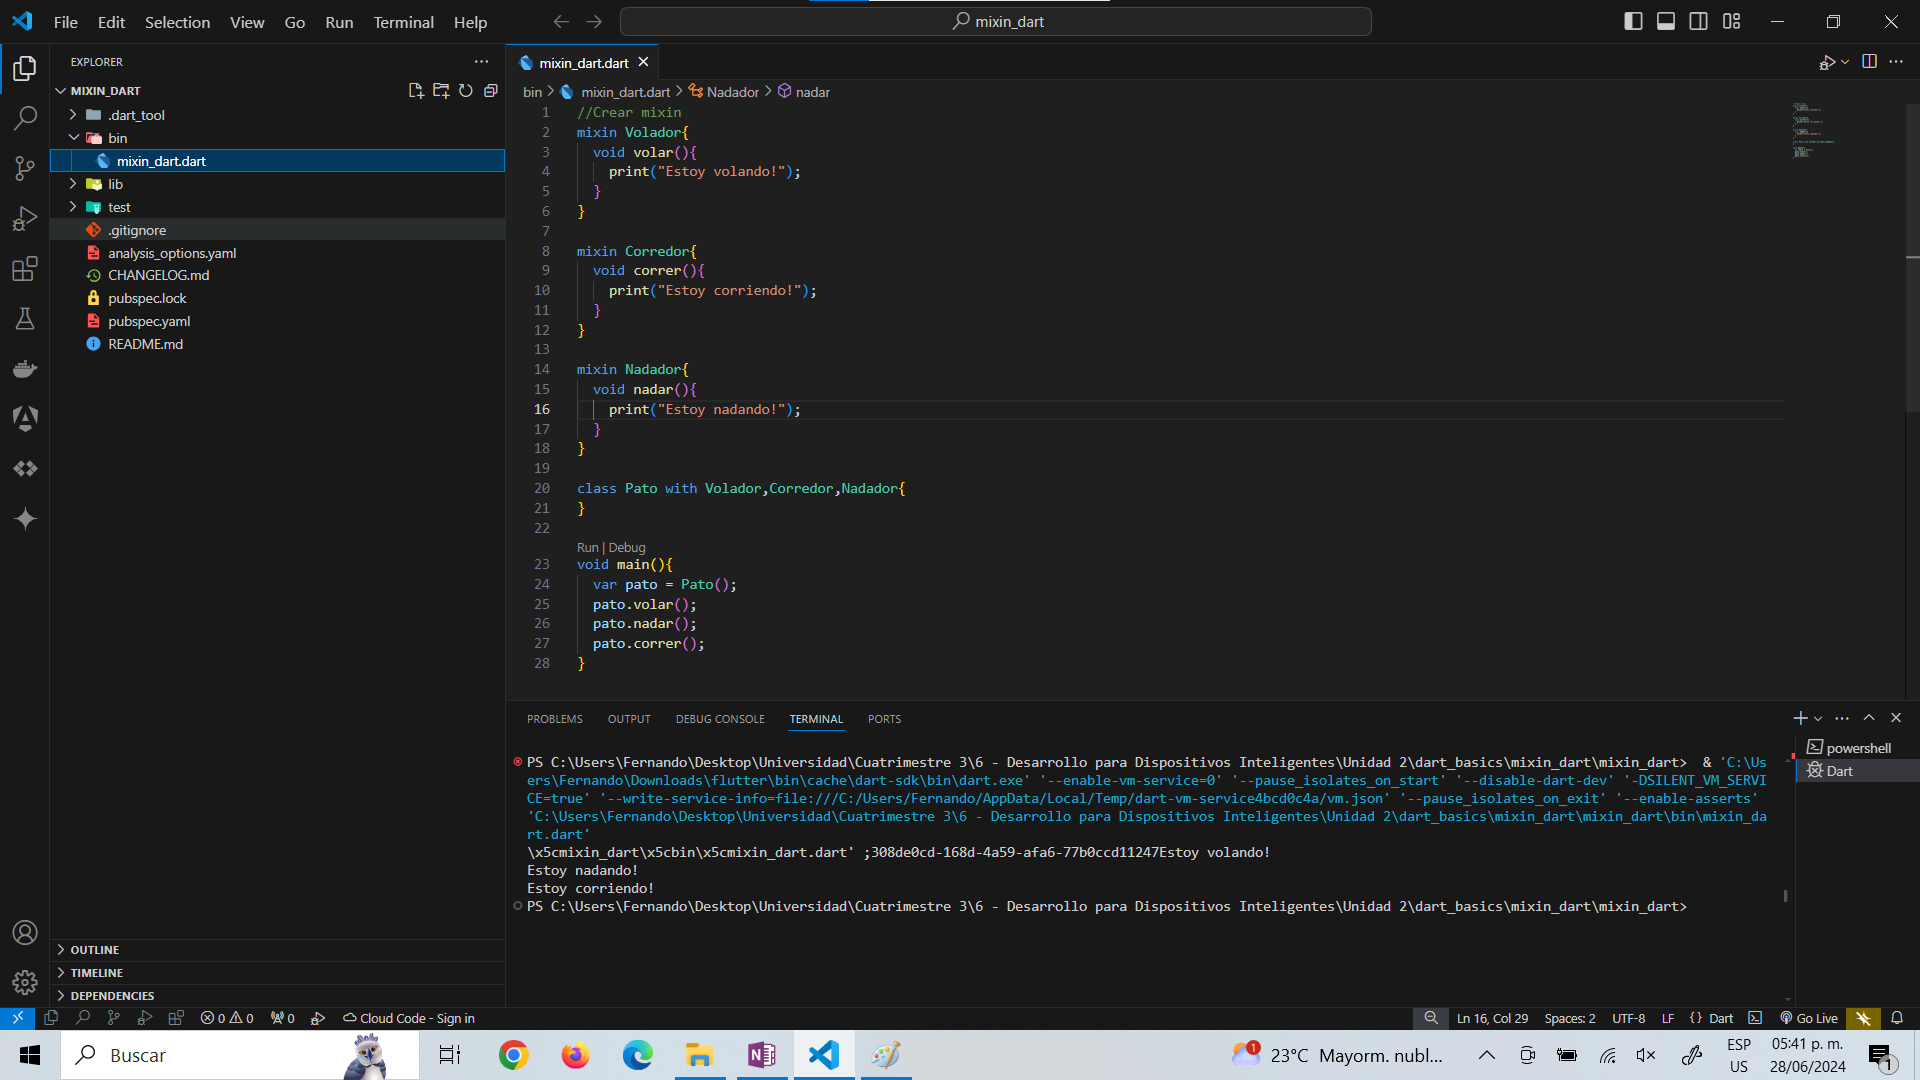 File Edit Selection View Go Run Terminal Help
mixin_dart
EXPLORER
MIXIN_DART
.dart_tool
bin
mixin_dart.dart
lib
test
.gitignore
analysis_options.yaml
CHANGELOG.md
pubspec.lock
pubspec.yaml
README.md
OUTLINE
TIMELINE
DEPENDENCIES
mixin_dart.dart
bin > mixin_dart.dart > Nadador > nadar
1 //Crear mixin
2 mixin Volador{
3 void volar(){
4 print("Estoy volando!");
5 }
6 }
7
8 mixin Corredor{
9 void correr(){
10 print("Estoy corriendo!");
11 }
12 }
13
14 mixin Nadador{
15 void nadar(){
16 print("Estoy nadando!");
17 }
18 }
19
20 class Pato with Volador,Corredor,Nadador{
21 }
22
Run | Debug
23 void main(){
24 var pato = Pato();
25 pato.volar();
26 pato.nadar();
27 pato.correr();
28 }
PROBLEMS OUTPUT DEBUG CONSOLE TERMINAL PORTS
PS C:\Users\Fernando\Desktop\Universidad\Cuatrimestre 3\6 - Desarrollo para Dispositivos Inteligentes\Unidad 2\dart_basics\mixin_dart\mixin_dart> & 'C:\Us
ers\Fernando\Downloads\flutter\bin\cache\dart-sdk\bin\dart.exe' '--enable-vm-service=0' '--pause_isolates_on_start' '--disable-dart-dev' '-DSILENT_VM_SERVI
CE=true' '--write-service-info=file:///C:/Users/Fernando/AppData/Local/Temp/dart-vm-service4bcd0c4a/vm.json' '--pause_isolates_on_exit' '--enable-asserts'
'C:\Users\Fernando\Desktop\Universidad\Cuatrimestre 3\6 - Desarrollo para Dispositivos Inteligentes\Unidad 2\dart_basics\mixin_dart\mixin_dart\bin\mixin_da
rt.dart'
\x5cmixin_dart\x5cbin\x5cmixin_dart.dart' ;308de0cd-168d-4a59-afa6-77b0ccd11247Estoy volando!
Estoy nadando!
Estoy corriendo!
PS C:\Users\Fernando\Desktop\Universidad\Cuatrimestre 3\6 - Desarrollo para Dispositivos Inteligentes\Unidad 2\dart_basics\mixin_dart\mixin_dart>
powershell
Dart
0 0 0 Cloud Code - Sign in
Ln 16, Col 29 Spaces: 2 UTF-8 LF {} Dart Go Live
Buscar
1 23°C Mayorm. nubl...
ESP
US
05:41 p. m.
28/06/2024
1